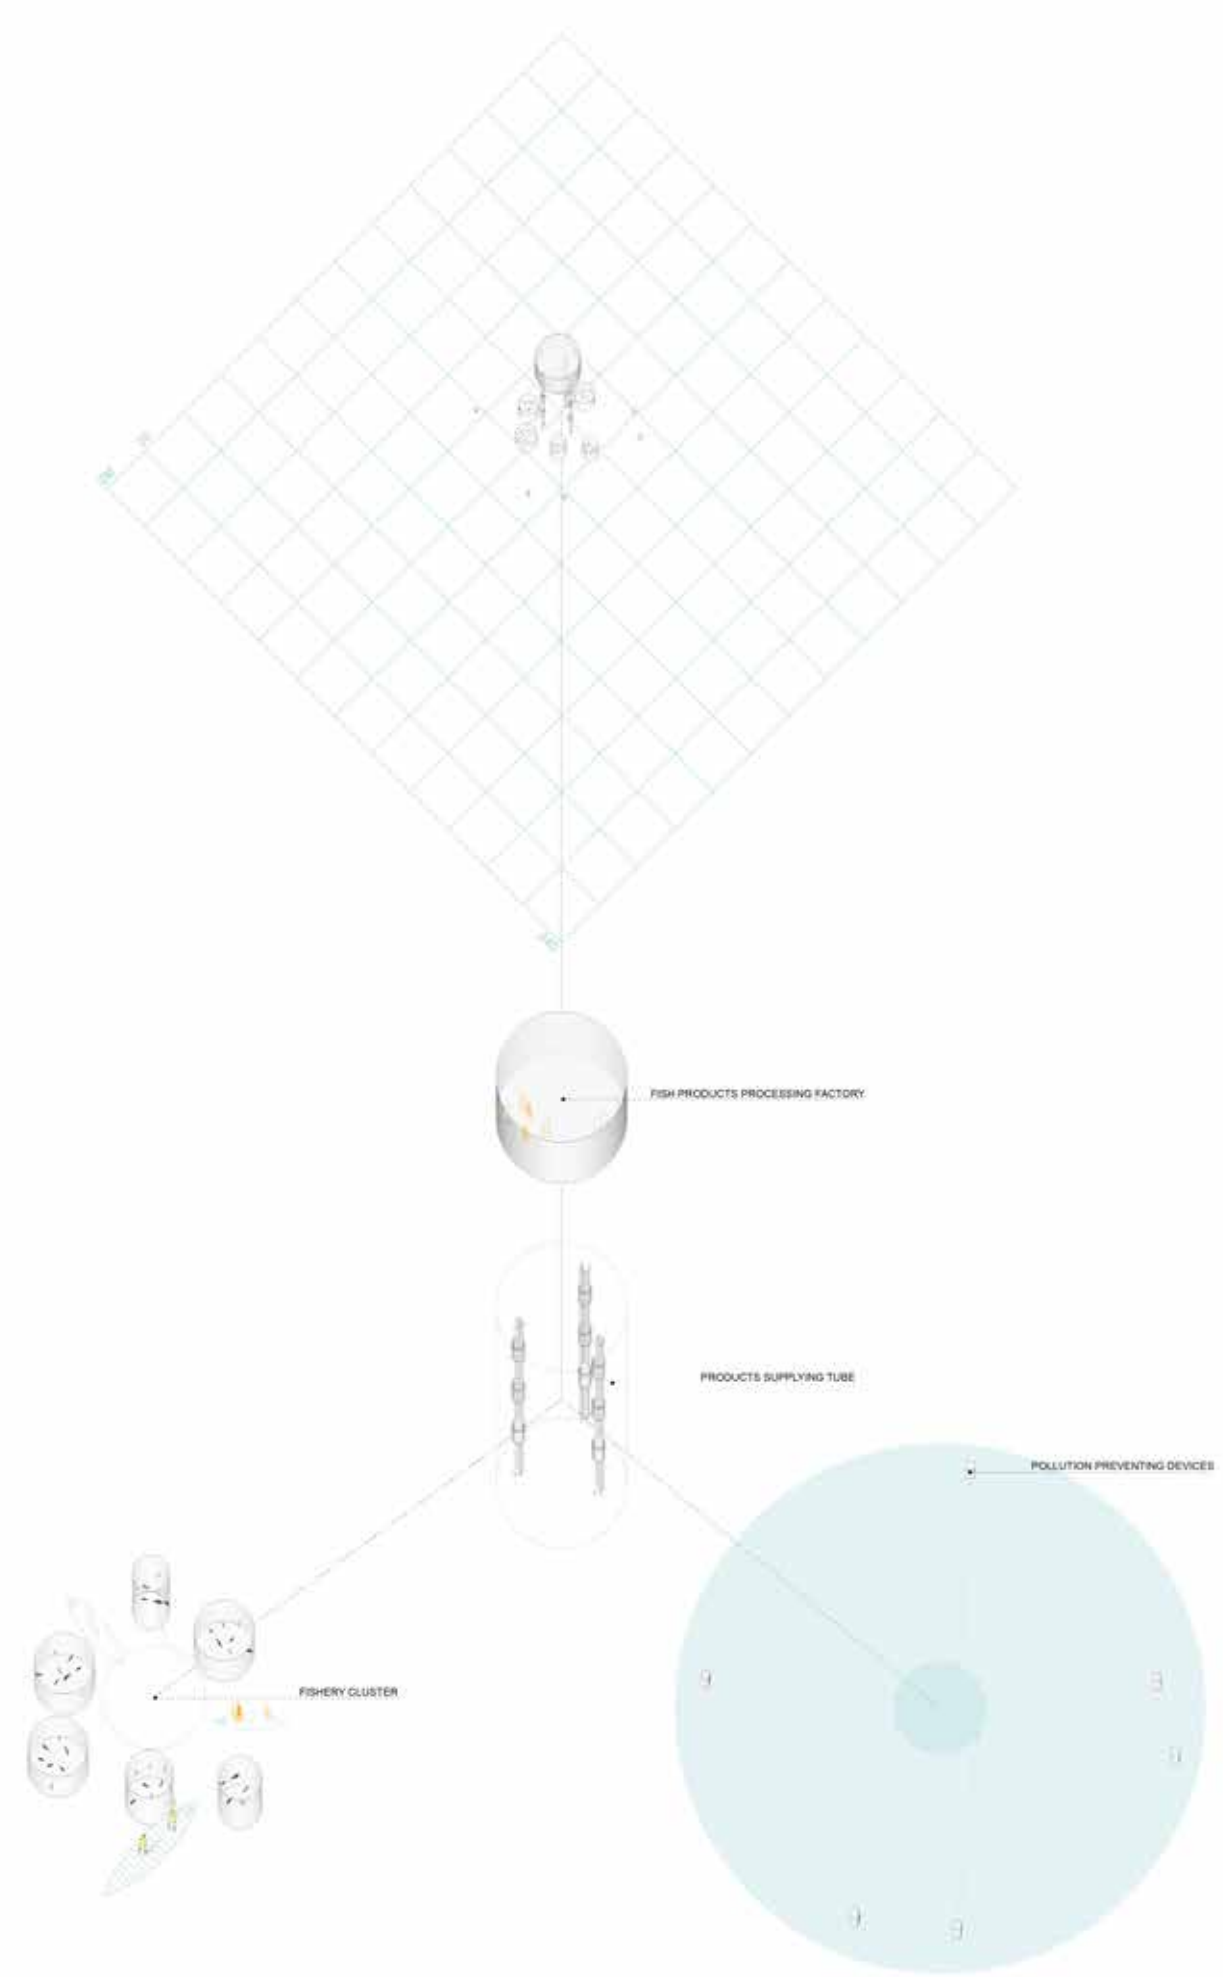 FISH PRODUCTS PROCESSING FACTORY
PRODUCTS SUPPLYING TUBE
POLLUTION PREVENTING DEVICES
FISHERY CLUSTER